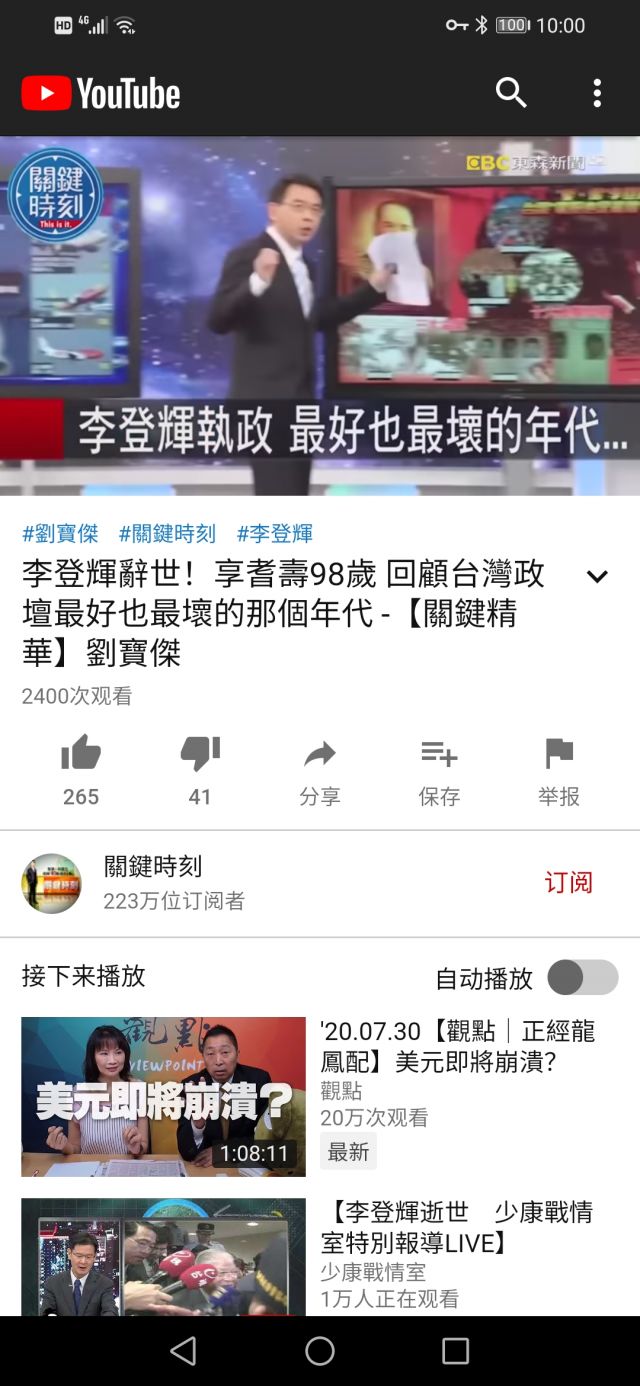 HD 4G 100 10:00
YouTube
關鍵
時刻
This is it.
EBC 東森新聞
李登輝執政 最好也最壞的年代...
#劉寶傑 #關鍵時刻 #李登輝
李登輝辭世！享耆壽98歲 回顧台灣政
壇最好也最壞的那個年代 -【關鍵精
華】劉寶傑
2400次观看
265 41 分享 保存 举报
關鍵時刻
223万位订阅者
订阅
接下来播放 自动播放
觀點
VIEWPOINT
美元即將崩潰？
1:08:11
'20.07.30【觀點│正經龍
鳳配】美元即將崩潰？
觀點
20万次观看
最新
【李登輝逝世　少康戰情
室特別報導LIVE】
少康戰情室
1万人正在观看